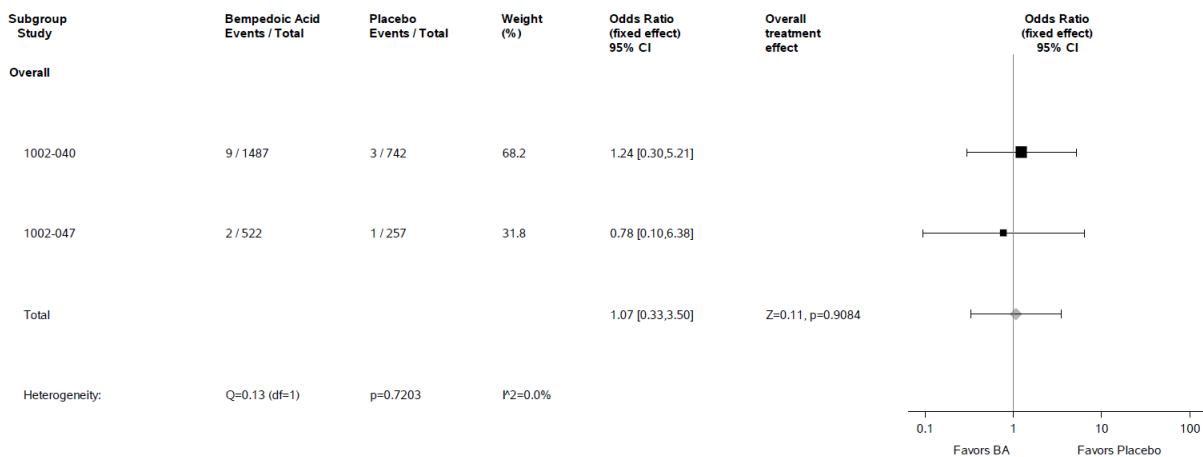 Subgroup Bempedoic Acid Placebo Weight Odds Ratio Overall Odds Ratio
Study Events / Total Events / Total (%) (fixed effect) treatment (fixed effect)
95% CI effect 95% CI
Overall
1002-040 9 / 1487 3 / 742 68.2 1.24 [0.30,5.21]
1002-047 2 / 522 1 / 257 31.8 0.78 [0.10,6.38]
Total 1.07 [0.33,3.50] Z=0.11, p=0.9084
Heterogeneity: Q=0.13 (df=1) p=0.7203 I^2=0.0%
0.1 1 10 100
Favors BA Favors Placebo